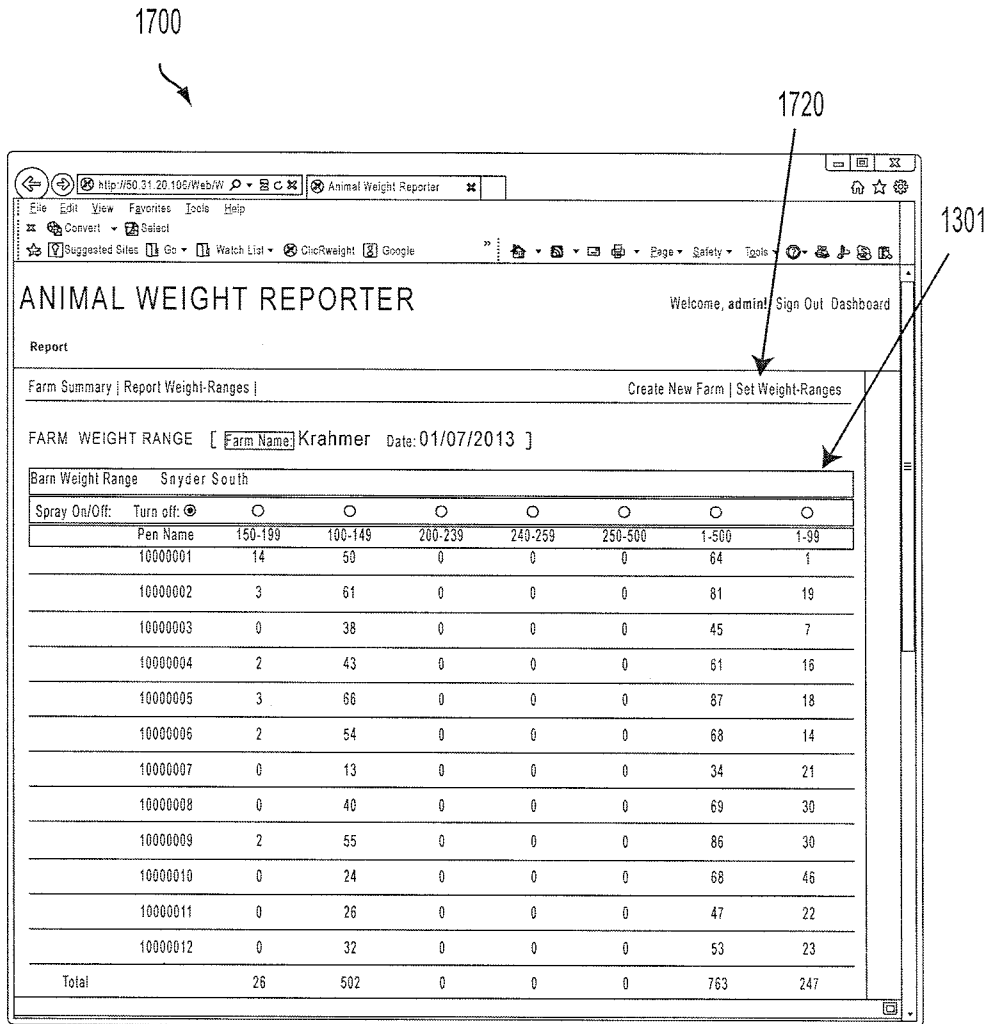 1700
1720
1301
http://50.31.20.106/Web/W Animal Weight Reporter
File Edit View Favorites Tools Help
Convert Select
Suggested Sites Go Watch List ClicRweight Google » Page Safety Tools
ANIMAL WEIGHT REPORTER
Welcome, admin! Sign Out Dashboard
Report
Farm Summary | Report Weight-Ranges | Create New Farm | Set Weight-Ranges
FARM WEIGHT RANGE [ Farm Name: Krahmer Date: 01/07/2013 ]
Barn Weight Range Snyder South
Spray On/Off: Turn off:
Pen Name 150-199 100-149 200-239 240-259 250-500 1-500 1-99
10000001 14 50 0 0 0 64 1
10000002 3 61 0 0 0 81 19
10000003 0 38 0 0 0 45 7
10000004 2 43 0 0 0 61 16
10000005 3 66 0 0 0 87 18
10000006 2 54 0 0 0 68 14
10000007 0 13 0 0 0 34 21
10000008 0 40 0 0 0 69 30
10000009 2 55 0 0 0 86 30
10000010 0 24 0 0 0 68 46
10000011 0 26 0 0 0 47 22
10000012 0 32 0 0 0 53 23
Total 26 502 0 0 0 763 247